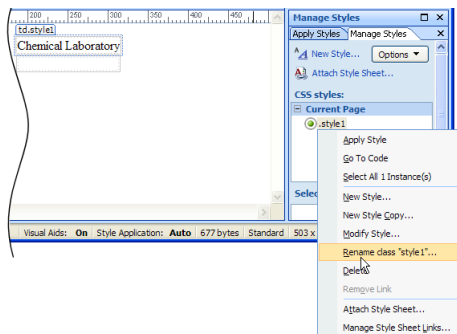 200 250 300 350 400 450
td.style1
Chemical Laboratory
Manage Styles
Apply Styles Manage Styles
New Style... Options
Attach Style Sheet...
CSS styles:
Current Page
.style1
Apply Style
Go To Code
Select All 1 Instance(s)
New Style...
New Style Copy...
Modify Style...
Rename class "style1"...
Delete
Remove Link
Attach Style Sheet...
Manage Style Sheet Links...
Selec
Visual Aids: On Style Application: Auto 677 bytes Standard 503 x